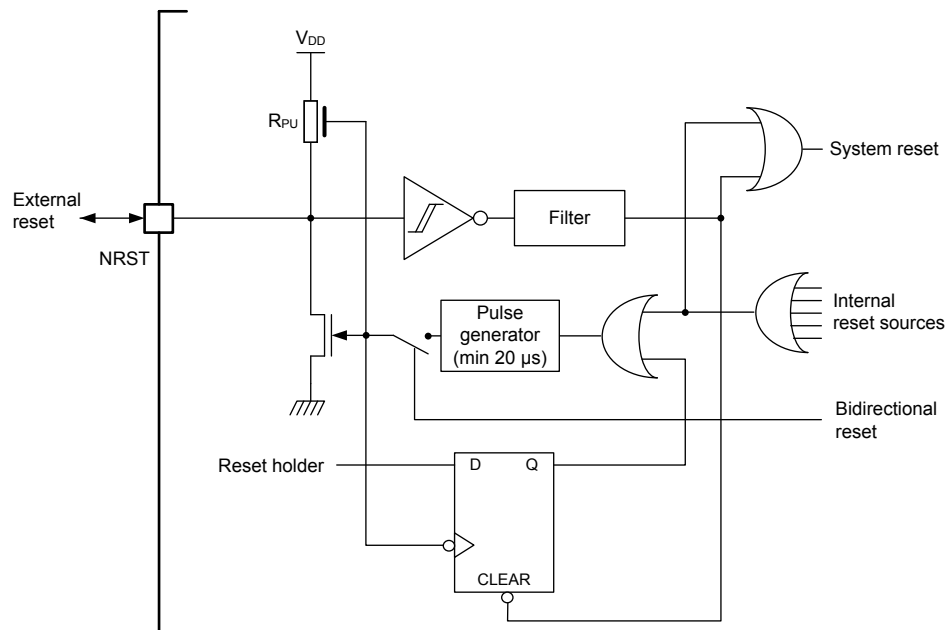 VDD
RPU
System reset
External
reset
NRST
Filter
Pulse
generator
(min 20 µs)
Internal
reset sources
Bidirectional
reset
Reset holder
D
Q
CLEAR